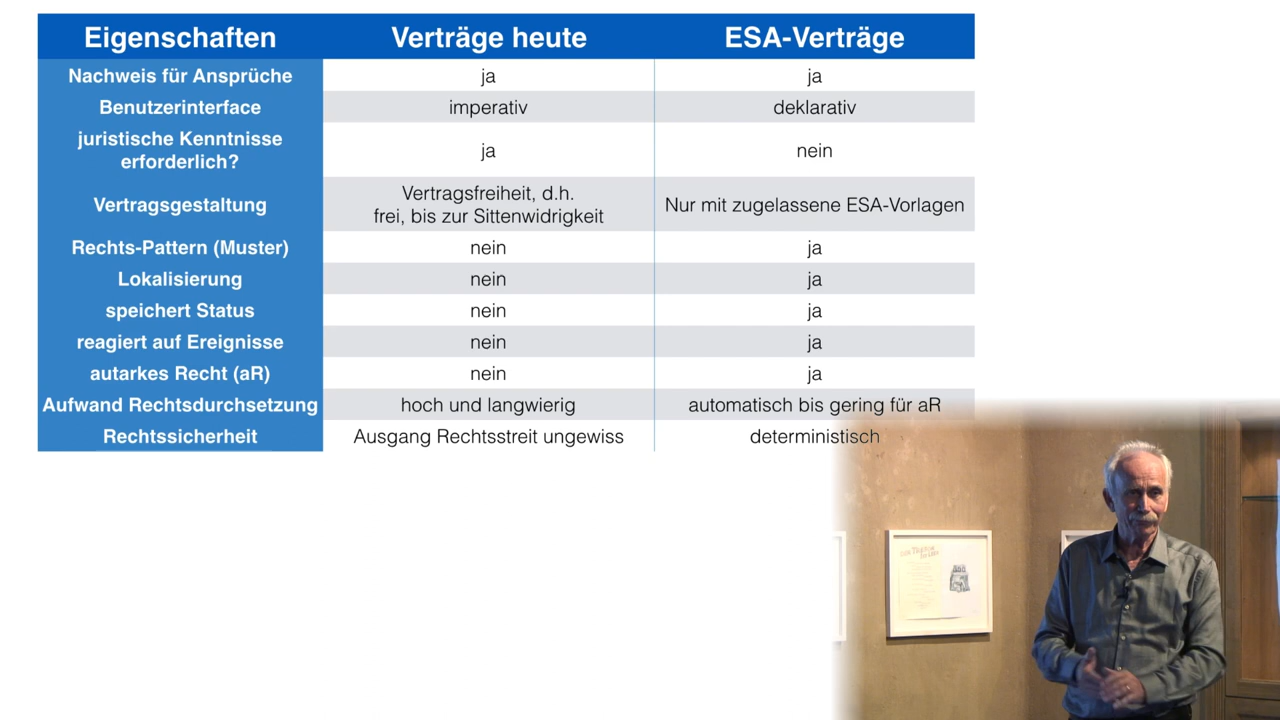 Eigenschaften Verträge heute ESA-Verträge
Nachweis für Ansprüche ja ja
Benutzerinterface imperativ deklarativ
juristische Kenntnisse
erforderlich? ja nein
Vertragsgestaltung Vertragsfreiheit, d.h.
frei, bis zur Sittenwidrigkeit Nur mit zugelassene ESA-Vorlagen
Rechts-Pattern (Muster) nein ja
Lokalisierung nein ja
speichert Status nein ja
reagiert auf Ereignisse nein ja
autarkes Recht (aR) nein ja
Aufwand Rechtsdurchsetzung hoch und langwierig automatisch bis gering für aR
Rechtssicherheit Ausgang Rechtsstreit ungewiss deterministisch